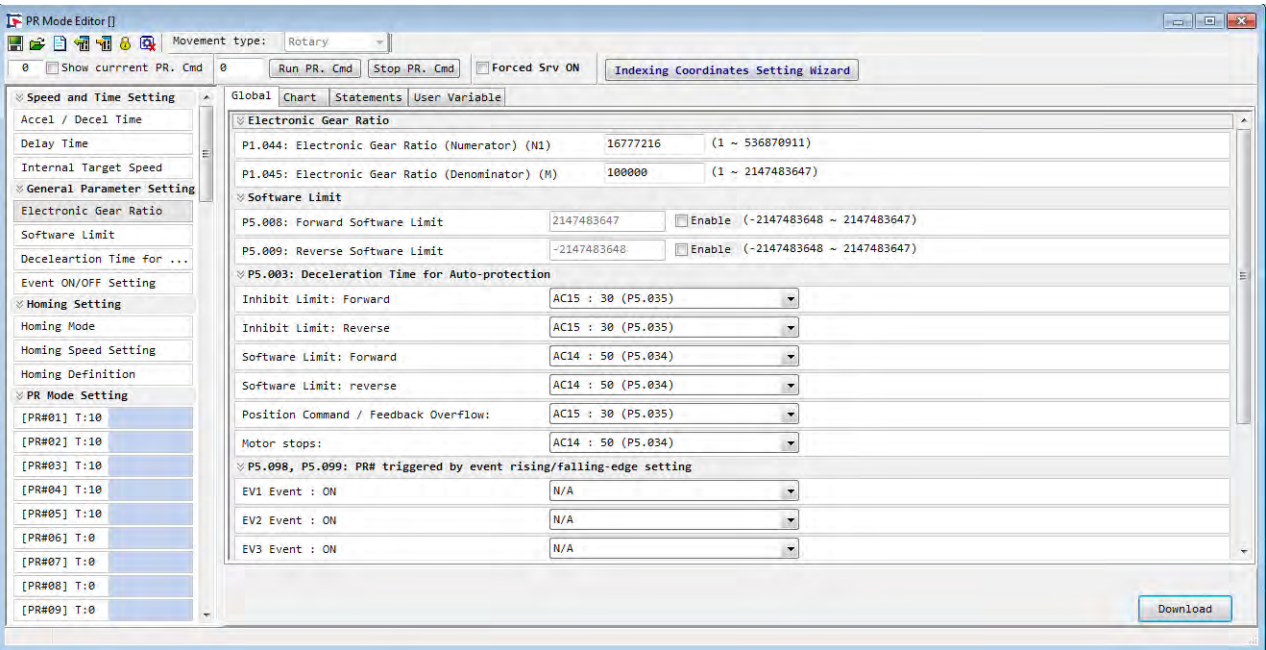 PR Mode Editor []
Movement type: Rotary
0 Show currrent PR. Cmd 0 Run PR. Cmd Stop PR. Cmd Forced Srv ON Indexing Coordinates Setting Wizard
Speed and Time Setting
Accel / Decel Time
Delay Time
Internal Target Speed
General Parameter Setting
Electronic Gear Ratio
Software Limit
Deceleartion Time for ...
Event ON/OFF Setting
Homing Setting
Homing Mode
Homing Speed Setting
Homing Definition
PR Mode Setting
[PR#01] T:10
[PR#02] T:10
[PR#03] T:10
[PR#04] T:10
[PR#05] T:10
[PR#06] T:0
[PR#07] T:0
[PR#08] T:0
[PR#09] T:0
Global Chart Statements User Variable
Electronic Gear Ratio
P1.044: Electronic Gear Ratio (Numerator) (N1) 16777216 (1 ~ 536870911)
P1.045: Electronic Gear Ratio (Denominator) (M) 100000 (1 ~ 2147483647)
Software Limit
P5.008: Forward Software Limit 2147483647 Enable (-2147483648 ~ 2147483647)
P5.009: Reverse Software Limit -2147483648 Enable (-2147483648 ~ 2147483647)
P5.003: Deceleration Time for Auto-protection
Inhibit Limit: Forward AC15 : 30 (P5.035)
Inhibit Limit: Reverse AC15 : 30 (P5.035)
Software Limit: Forward AC14 : 50 (P5.034)
Software Limit: reverse AC14 : 50 (P5.034)
Position Command / Feedback Overflow: AC15 : 30 (P5.035)
Motor stops: AC14 : 50 (P5.034)
P5.098, P5.099: PR# triggered by event rising/falling-edge setting
EV1 Event : ON N/A
EV2 Event : ON N/A
EV3 Event : ON N/A
Download